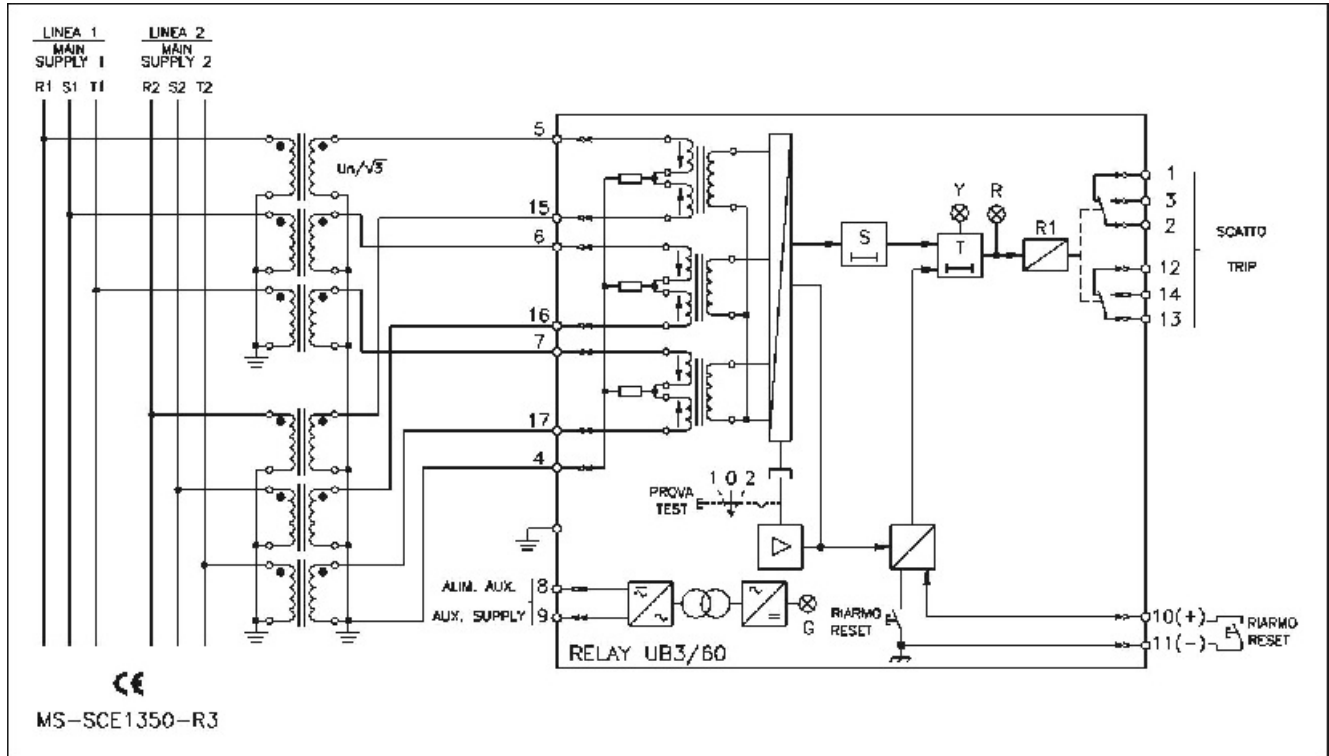 LINEA 1 LINEA 2
MAIN MAIN
SUPPLY 1 SUPPLY 2
R1 S1 T1 R2 S2 T2
Un/√3
5
15
6
16
7
17
4
S
Y
T
R
R1
1
3
2
12
14
13
SCATTO
TRIP
1 0 2
PROVA
TEST
ALIM. AUX. 8
AUX. SUPPLY 9
G
RIARMO
RESET
10(+)
11(-)
RIARMO
RESET
RELAY UB3/60
CE
MS-SCE1350-R3